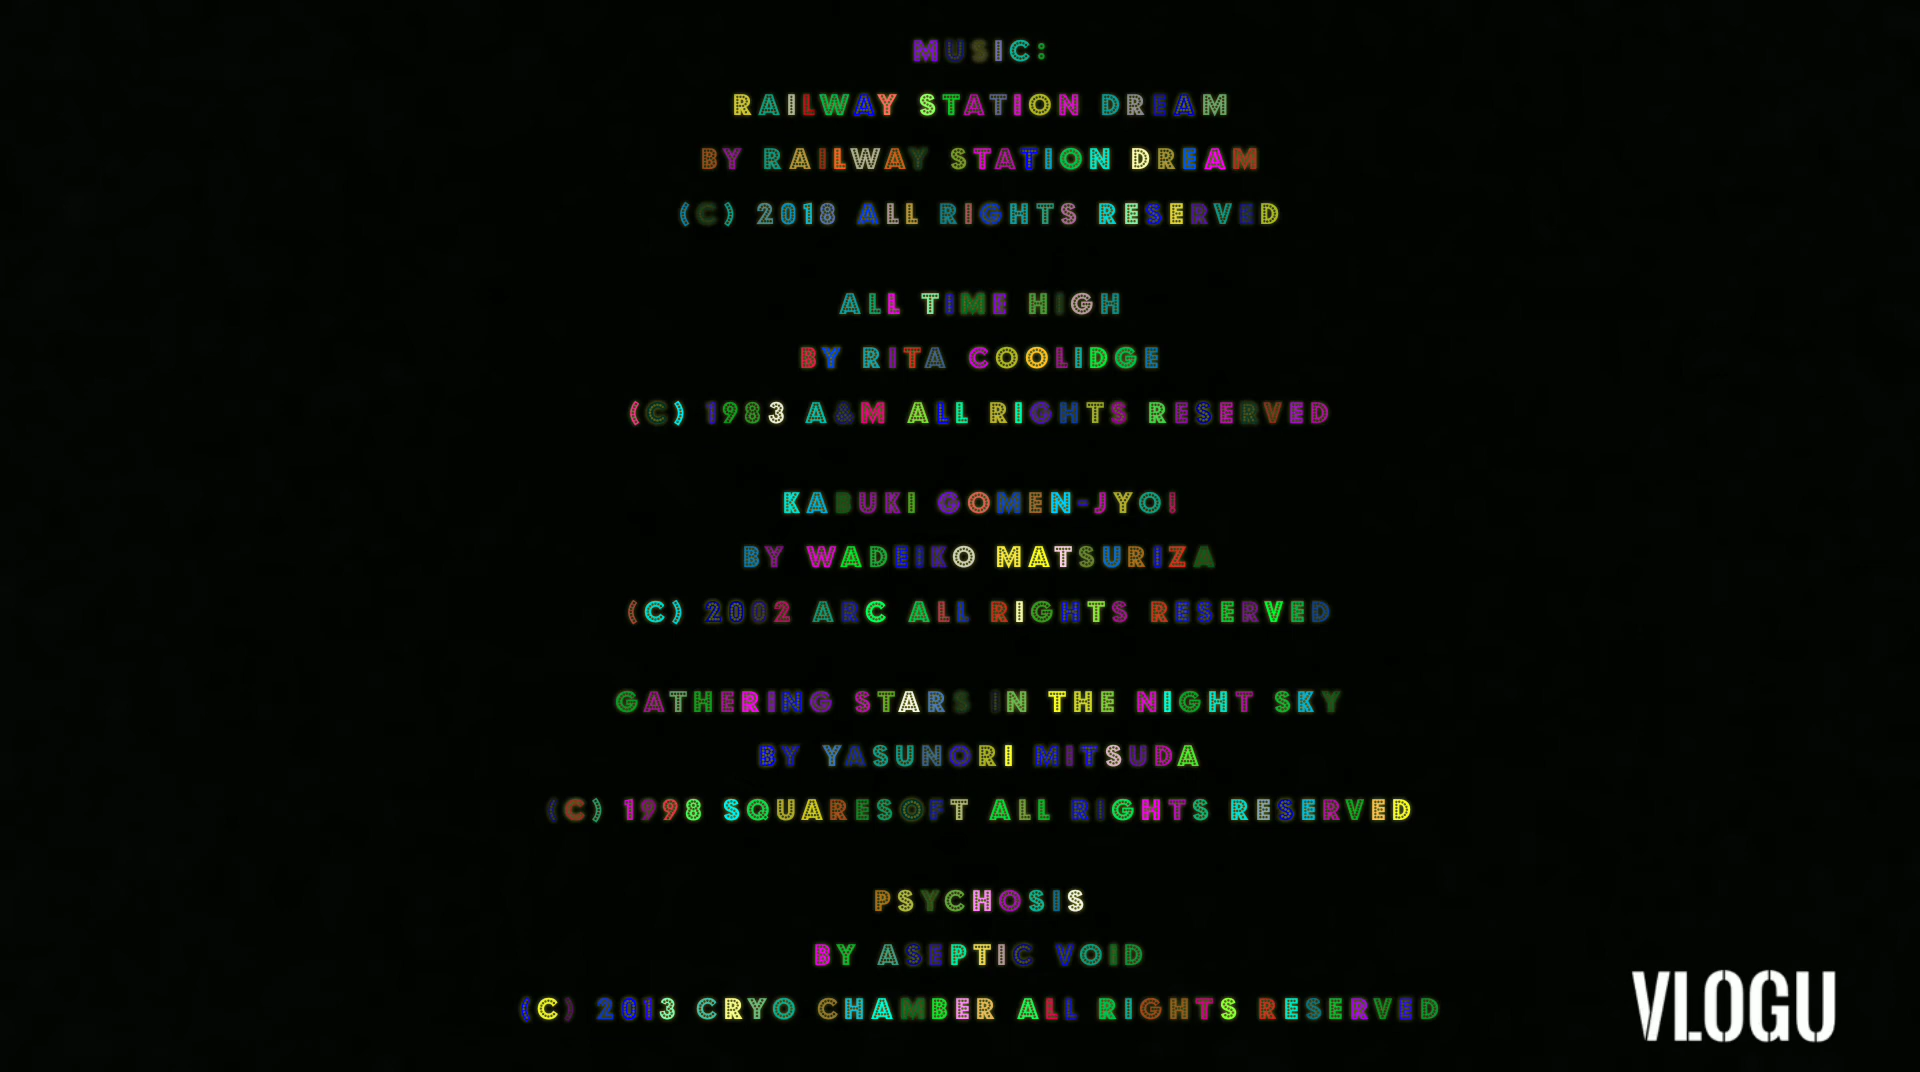 MUSIC:
RAILWAY STATION DREAM
BY RAILWAY STATION DREAM
(C) 2018 ALL RIGHTS RESERVED
ALL TIME HIGH
BY RITA COOLIDGE
(C) 1983 A&M ALL RIGHTS RESERVED
KABUKI GOMEN-JYO!
BY WADEIKO MATSURIZA
(C) 2002 ARC ALL RIGHTS RESERVED
GATHERING STARS IN THE NIGHT SKY
BY YASUNORI MITSUDA
(C) 1998 SQUARESOFT ALL RIGHTS RESERVED
PSYCHOSIS
BY ASEPTIC VOID
(C) 2013 CRYO CHAMBER ALL RIGHTS RESERVED
VLOGU